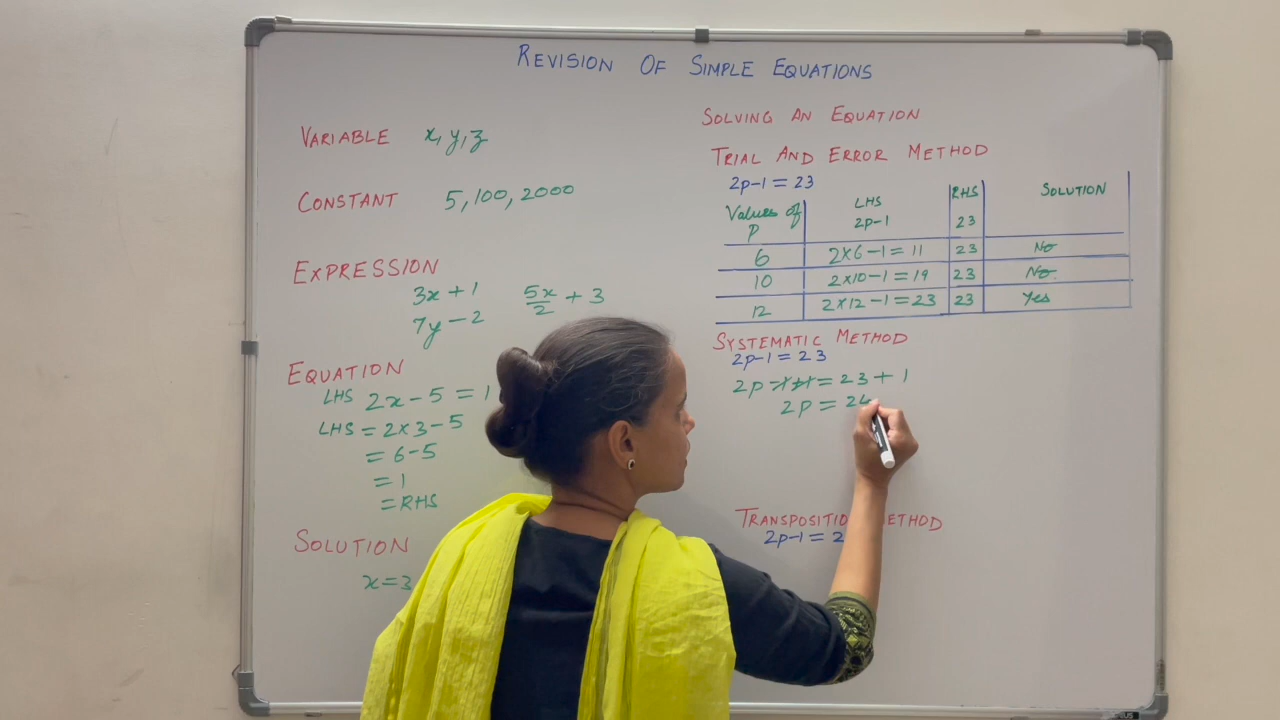 REVISION OF SIMPLE EQUATIONS
VARIABLE x, y, z
CONSTANT 5, 100, 2000
EXPRESSION
3x + 1 5x/2 + 3
7y - 2
EQUATION
LHS 2x - 5 = 1
LHS = 2×3 - 5
= 6 - 5
= 1
= RHS
SOLUTION
x = 3
SOLVING AN EQUATION
TRIAL AND ERROR METHOD
2p-1 = 23
Values of p LHS 2p-1 RHS 23 SOLUTION
6 2×6-1 = 11 23 No
10 2×10-1 = 19 23 No
12 2×12-1 = 23 23 Yes
SYSTEMATIC METHOD
2p-1 = 23
2p -1 +1 = 23 + 1
2p = 24
TRANSPOSITIO ETHOD
2p-1 = 2